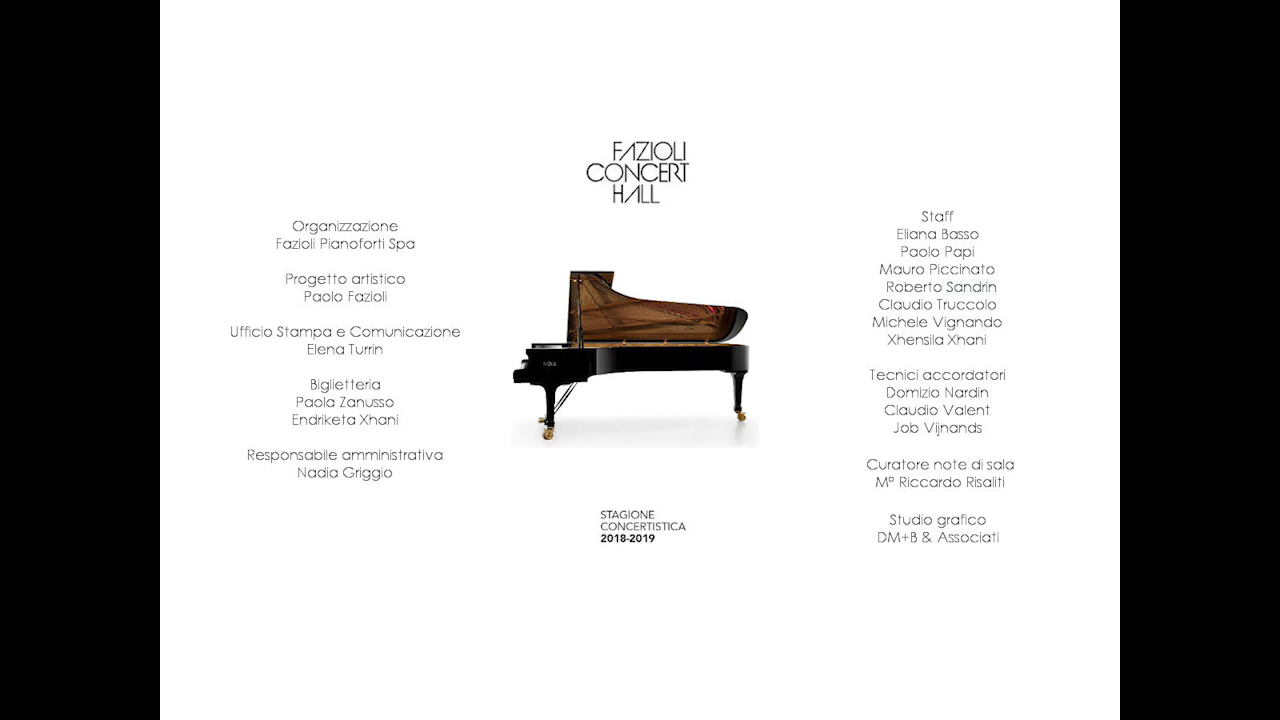 FAZIOLI
CONCERT
HALL
Organizzazione
Fazioli Pianoforti Spa
Progetto artistico
Paolo Fazioli
Ufficio Stampa e Comunicazione
Elena Turrin
Biglietteria
Paola Zanusso
Endriketa Xhani
Responsabile amministrativa
Nadia Griggio
STAGIONE
CONCERTISTICA
2018-2019
Staff
Eliana Basso
Paolo Papi
Mauro Piccinato
Roberto Sandrin
Claudio Truccolo
Michele Vignando
Xhensila Xhani
Tecnici accordatori
Domizio Nardin
Claudio Valent
Job Vijnands
Curatore note di sala
M° Riccardo Risaliti
Studio grafico
DM+B & Associati